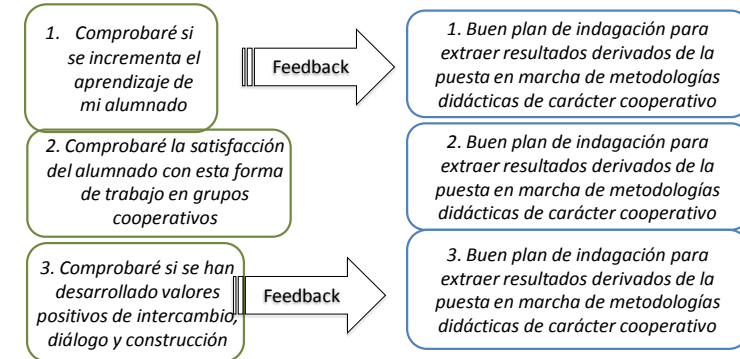 1. Comprobaré si
se incrementa el
aprendizaje de
mi alumnado
Feedback
1. Buen plan de indagación para
extraer resultados derivados de la
puesta en marcha de metodologías
didácticas de carácter cooperativo
2. Comprobaré la satisfacción
del alumnado con esta forma
de trabajo en grupos
cooperativos
2. Buen plan de indagación para
extraer resultados derivados de la
puesta en marcha de metodologías
didácticas de carácter cooperativo
3. Comprobaré si se han
desarrollado valores
positivos de intercambio,
diálogo y construcción
Feedback
3. Buen plan de indagación para
extraer resultados derivados de la
puesta en marcha de metodologías
didácticas de carácter cooperativo